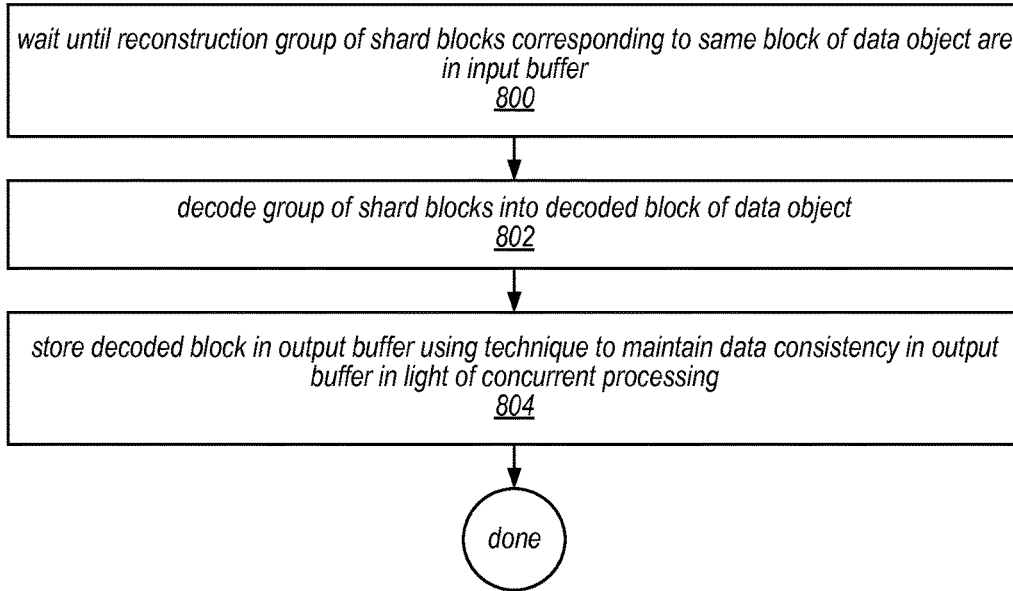 wait until reconstruction group of shard blocks corresponding to same block of data object are
in input buffer
800
decode group of shard blocks into decoded block of data object
802
store decoded block in output buffer using technique to maintain data consistency in output
buffer in light of concurrent processing
804
done